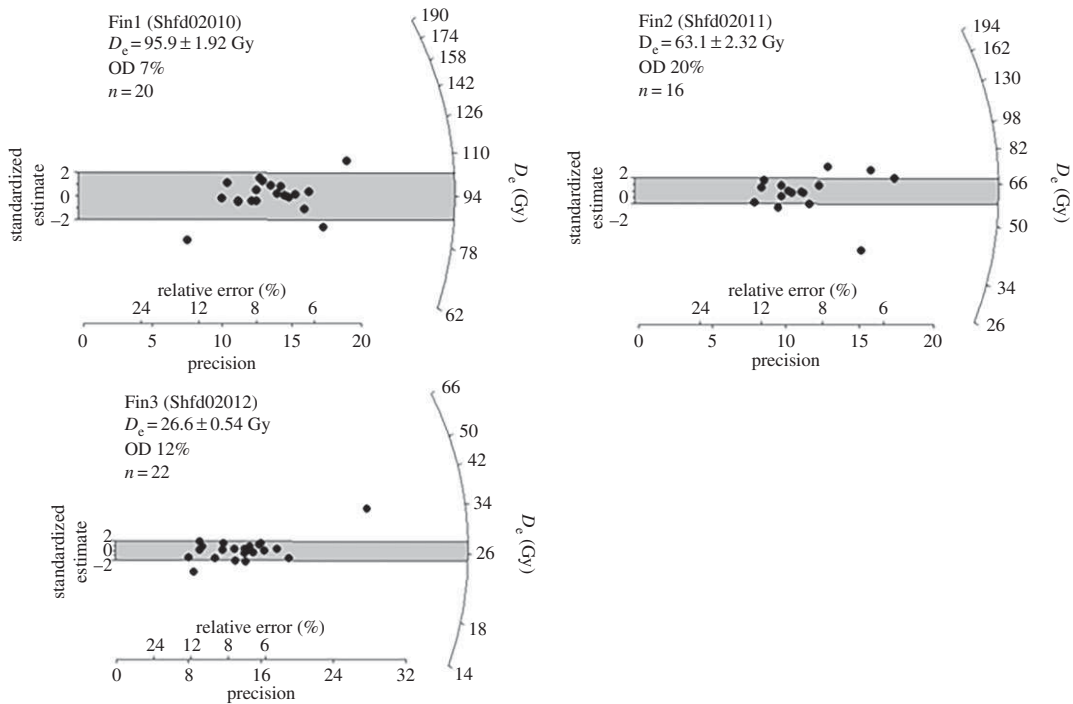 Fin1 (Shfd02010)
De = 95.9 ± 1.92 Gy
OD 7%
n = 20
190
174
158
142
126
110
94
78
62
De (Gy)
standardized
estimate
2
0
−2
relative error (%)
24 12 8 6
0 5 10 15 20
precision
Fin2 (Shfd02011)
De = 63.1 ± 2.32 Gy
OD 20%
n = 16
194
162
130
98
82
66
50
34
26
De (Gy)
standardized
estimate
2
0
−2
relative error (%)
24 12 8 6
0 5 10 15 20
precision
Fin3 (Shfd02012)
De = 26.6 ± 0.54 Gy
OD 12%
n = 22
66
50
42
34
26
18
14
De (Gy)
standardized
estimate
2
0
−2
relative error (%)
24 12 8 6
0 8 16 32
precision